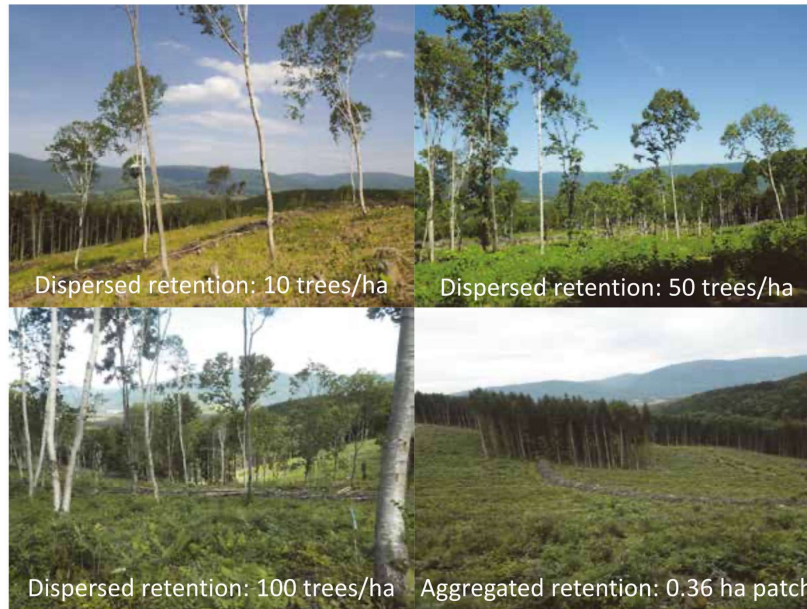 Dispersed retention: 10 trees/ha
Dispersed retention: 50 trees/ha
Dispersed retention: 100 trees/ha
Aggregated retention: 0.36 ha patch